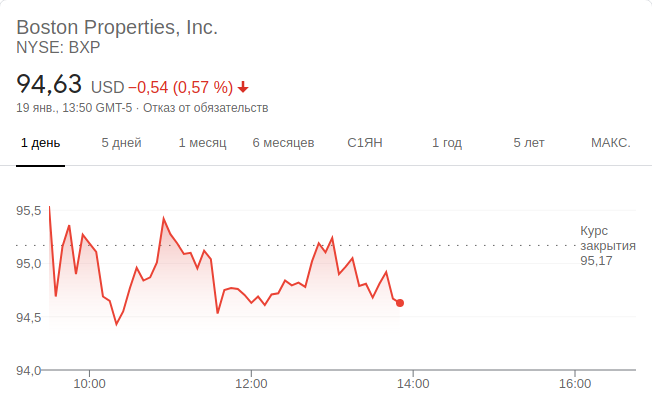 Boston Properties, Inc.
NYSE: BXP
94,63 USD −0,54 (0,57 %)
19 янв., 13:50 GMT-5 · Отказ от обязательств
1 день 5 дней 1 месяц 6 месяцев С1ЯН 1 год 5 лет МАКС.
95,5
Курс
закрытия
95,17
95,0
94,5
94,0
10:00 12:00 14:00 16:00